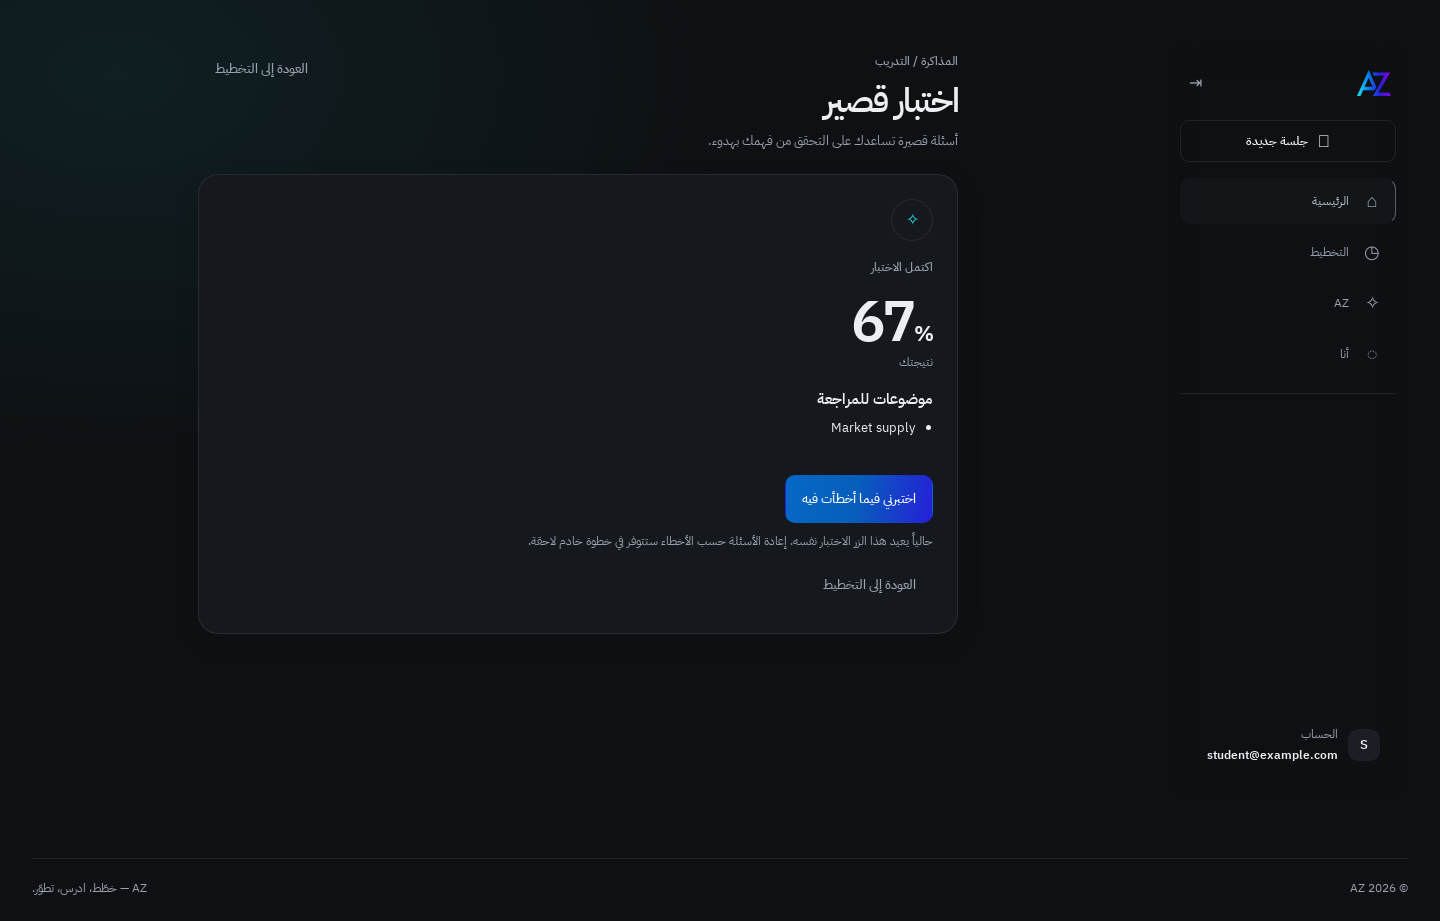 AZ
جلسة جديدة
الرئيسية
التخطيط
AZ
أنا
الحساب
student@example.com
S
المذاكرة / التدريب
اختبار قصير
أسئلة قصيرة تساعدك على التحقق من فهمك بهدوء.
العودة إلى التخطيط
اكتمل الاختبار
67%
نتيجتك
موضوعات للمراجعة
Market supply
اختبرني فيما أخطأت فيه
حالياً يعيد هذا الزر الاختبار نفسه. إعادة الأسئلة حسب الأخطاء ستتوفر في خطوة خادم لاحقة.
العودة إلى التخطيط
© 2026 AZ
AZ — خطّط، ادرس، تطوّر.